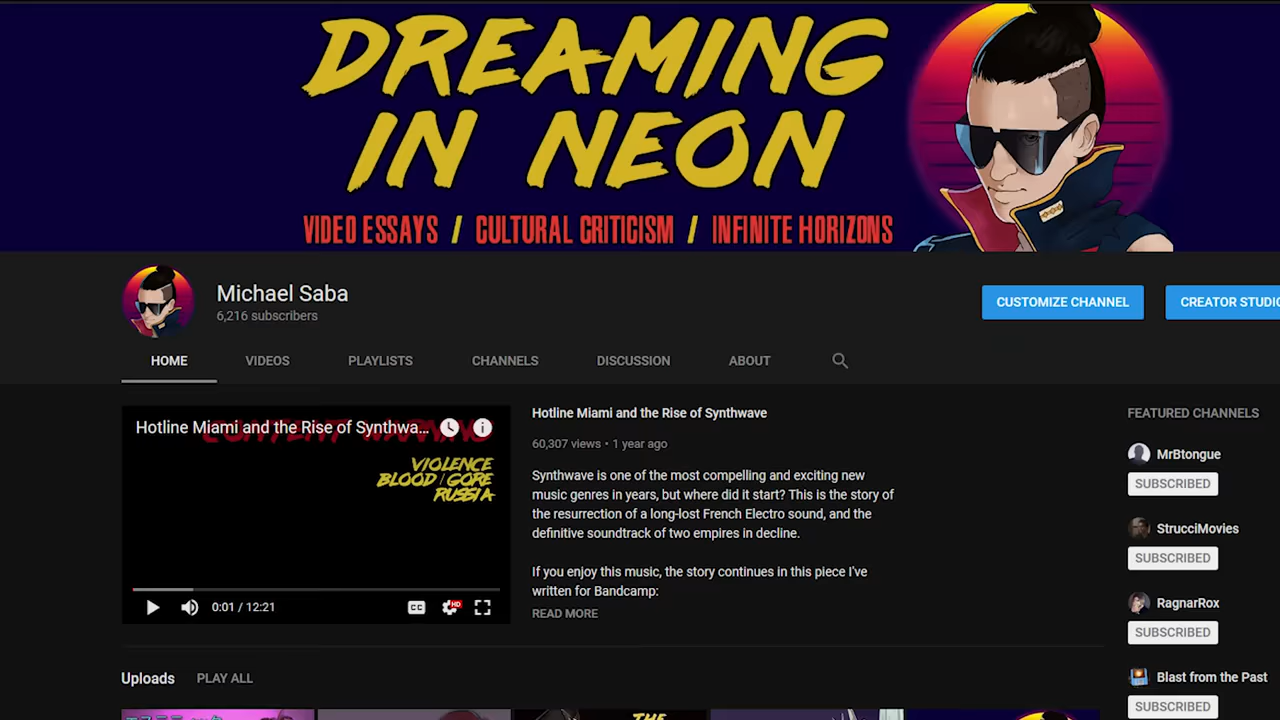 DREAMING
IN NEON
VIDEO ESSAYS / CULTURAL CRITICISM / INFINITE HORIZONS
Michael Saba
6,216 subscribers
CUSTOMIZE CHANNEL
CREATOR STUDIO
HOME
VIDEOS
PLAYLISTS
CHANNELS
DISCUSSION
ABOUT
Hotline Miami and the Rise of Synthwa...
CONTENT WARNING
VIOLENCE
BLOOD / GORE
RUSSIA
0:01 / 12:21
CC
HD
Hotline Miami and the Rise of Synthwave
60,307 views • 1 year ago
Synthwave is one of the most compelling and exciting new
music genres in years, but where did it start? This is the story of
the resurrection of a long-lost French Electro sound, and the
definitive soundtrack of two empires in decline.
If you enjoy this music, the story continues in this piece I've
written for Bandcamp:
READ MORE
FEATURED CHANNELS
MrBtongue
SUBSCRIBED
StrucciMovies
SUBSCRIBED
RagnarRox
SUBSCRIBED
Blast from the Past
SUBSCRIBED
Uploads
PLAY ALL
THE